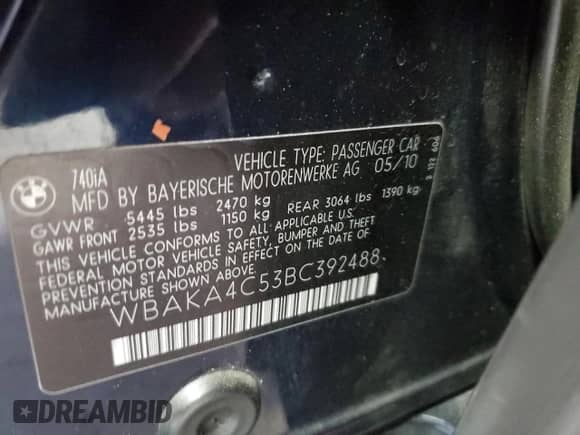 BMW
740iA VEHICLE TYPE: PASSENGER CAR
MFD BY BAYERISCHE MOTORENWERKE AG 05/10
GVWR 5445 lbs 2470 kg
GAWR FRONT 2535 lbs 1150 kg REAR 3064 lbs 1390 kg
THIS VEHICLE CONFORMS TO ALL APPLICABLE U.S.
FEDERAL MOTOR VEHICLE SAFETY, BUMPER AND THEFT
PREVENTION STANDARDS IN EFFECT ON THE DATE OF
MANUFACTURE SHOWN ABOVE.
WBAKA4C53BC392488
DREAMBID